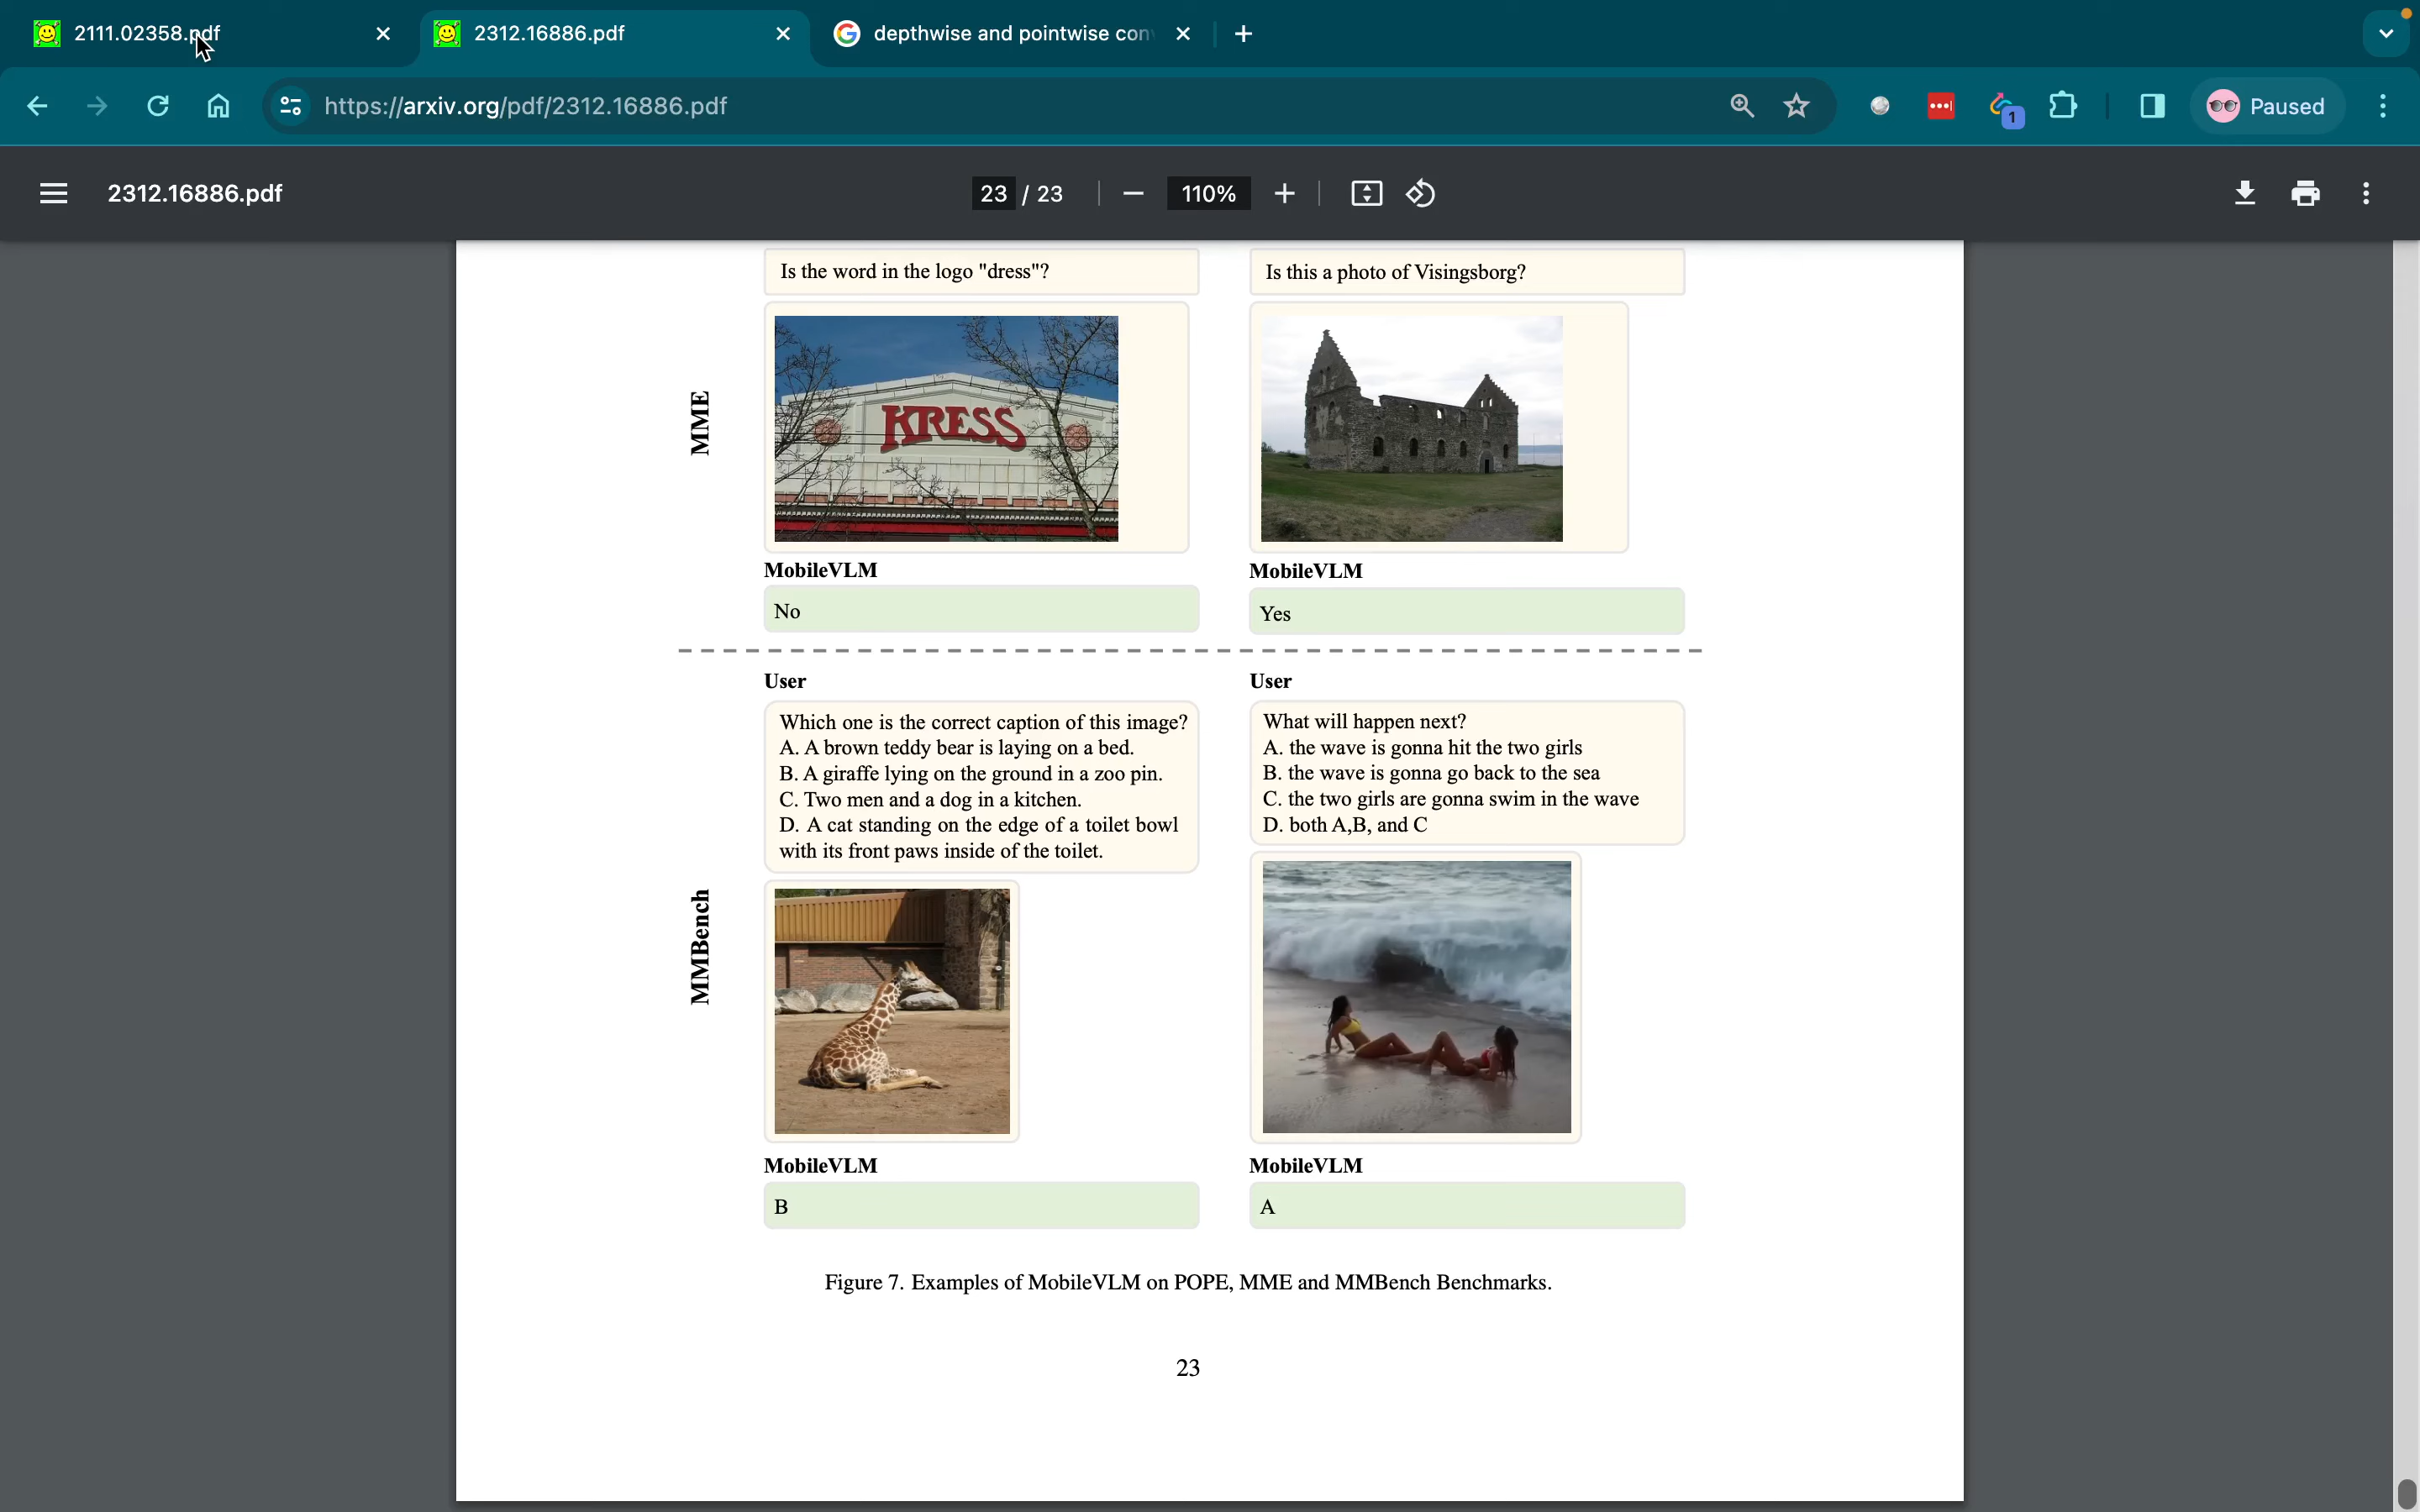 2111.02358.pdf
2312.16886.pdf
depthwise and pointwise con
https://arxiv.org/pdf/2312.16886.pdf
1
Paused
2312.16886.pdf
23 / 23
110%
MME
Is the word in the logo "dress"?
KRESS
MobileVLM
No
Is this a photo of Visingsborg?
MobileVLM
Yes
MMBench
User
Which one is the correct caption of this image?
A. A brown teddy bear is laying on a bed.
B. A giraffe lying on the ground in a zoo pin.
C. Two men and a dog in a kitchen.
D. A cat standing on the edge of a toilet bowl
with its front paws inside of the toilet.
MobileVLM
B
User
What will happen next?
A. the wave is gonna hit the two girls
B. the wave is gonna go back to the sea
C. the two girls are gonna swim in the wave
D. both A,B, and C
MobileVLM
A
Figure 7. Examples of MobileVLM on POPE, MME and MMBench Benchmarks.
23